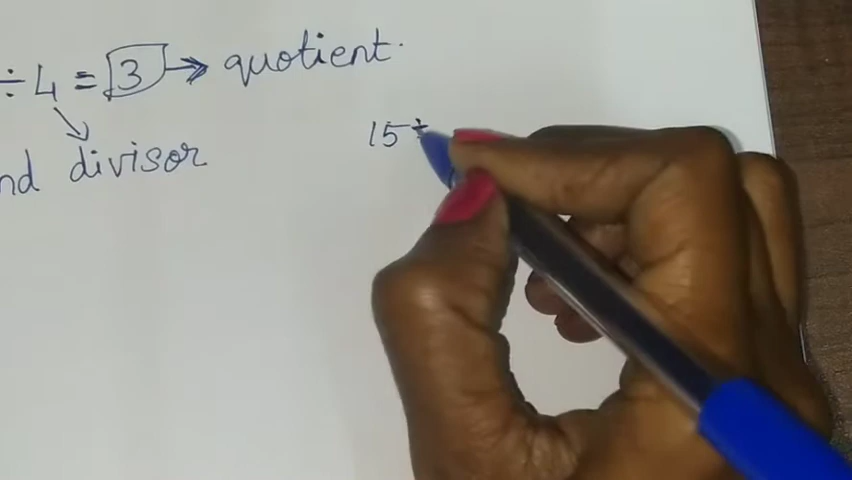 ÷ 4 = 3 → quotient.
nd divisor
15 ÷